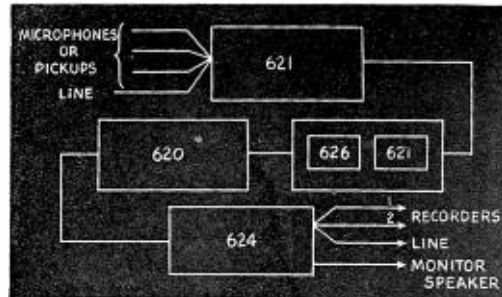 MICROPHONES
OR
PICKUPS
LINE
621
620
626
621
624
1
2
RECORDERS
LINE
MONITOR
SPEAKER